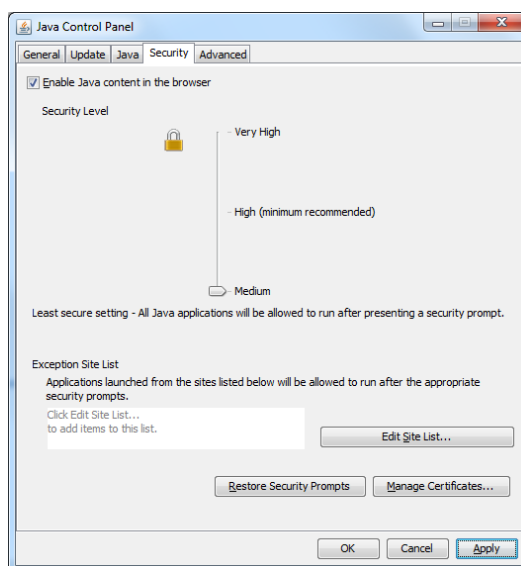 Java Control Panel
General Update Java Security Advanced
Enable Java content in the browser
Security Level
Very High
High (minimum recommended)
Medium
Least secure setting - All Java applications will be allowed to run after presenting a security prompt.
Exception Site List
Applications launched from the sites listed below will be allowed to run after the appropriate
security prompts.
Click Edit Site List...
to add items to this list.
Edit Site List...
Restore Security Prompts Manage Certificates...
OK Cancel Apply